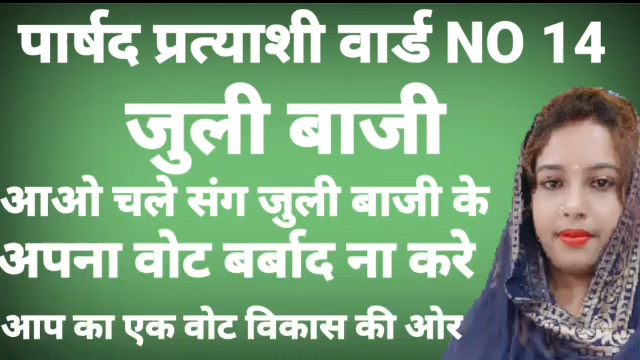 पार्षद प्रत्याशी वार्ड NO 14
जुली बाजी
आओ चले संग जुली बाजी के
अपना वोट बर्बाद ना करे
आप का एक वोट विकास की ओर